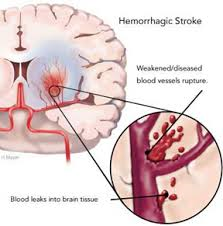 Hemorrhagic Stroke
Weakened/diseased
blood vessels rupture.
Blood leaks into brain tissue